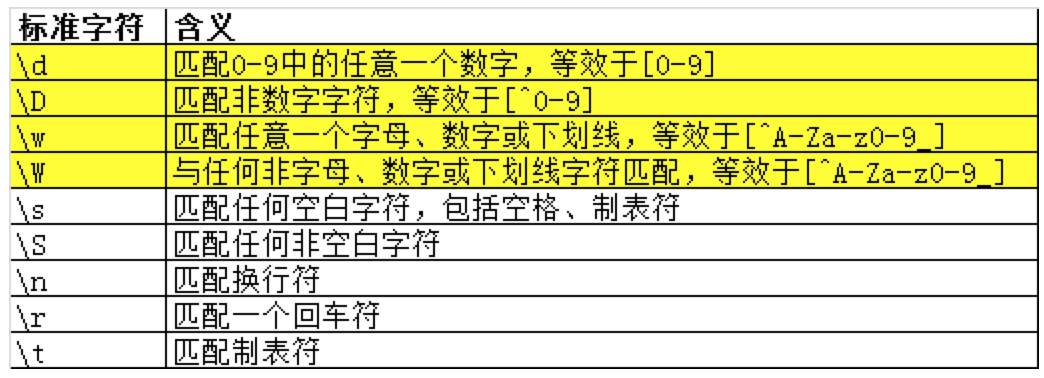 标准字符 含义
\d 匹配0-9中的任意一个数字，等效于[0-9]
\D 匹配非数字字符，等效于[^0-9]
\w 匹配任意一个字母、数字或下划线，等效于[^A-Za-z0-9_]
\W 与任何非字母、数字或下划线字符匹配，等效于[^A-Za-z0-9_]
\s 匹配任何空白字符，包括空格、制表符
\S 匹配任何非空白字符
\n 匹配换行符
\r 匹配一个回车符
\t 匹配制表符